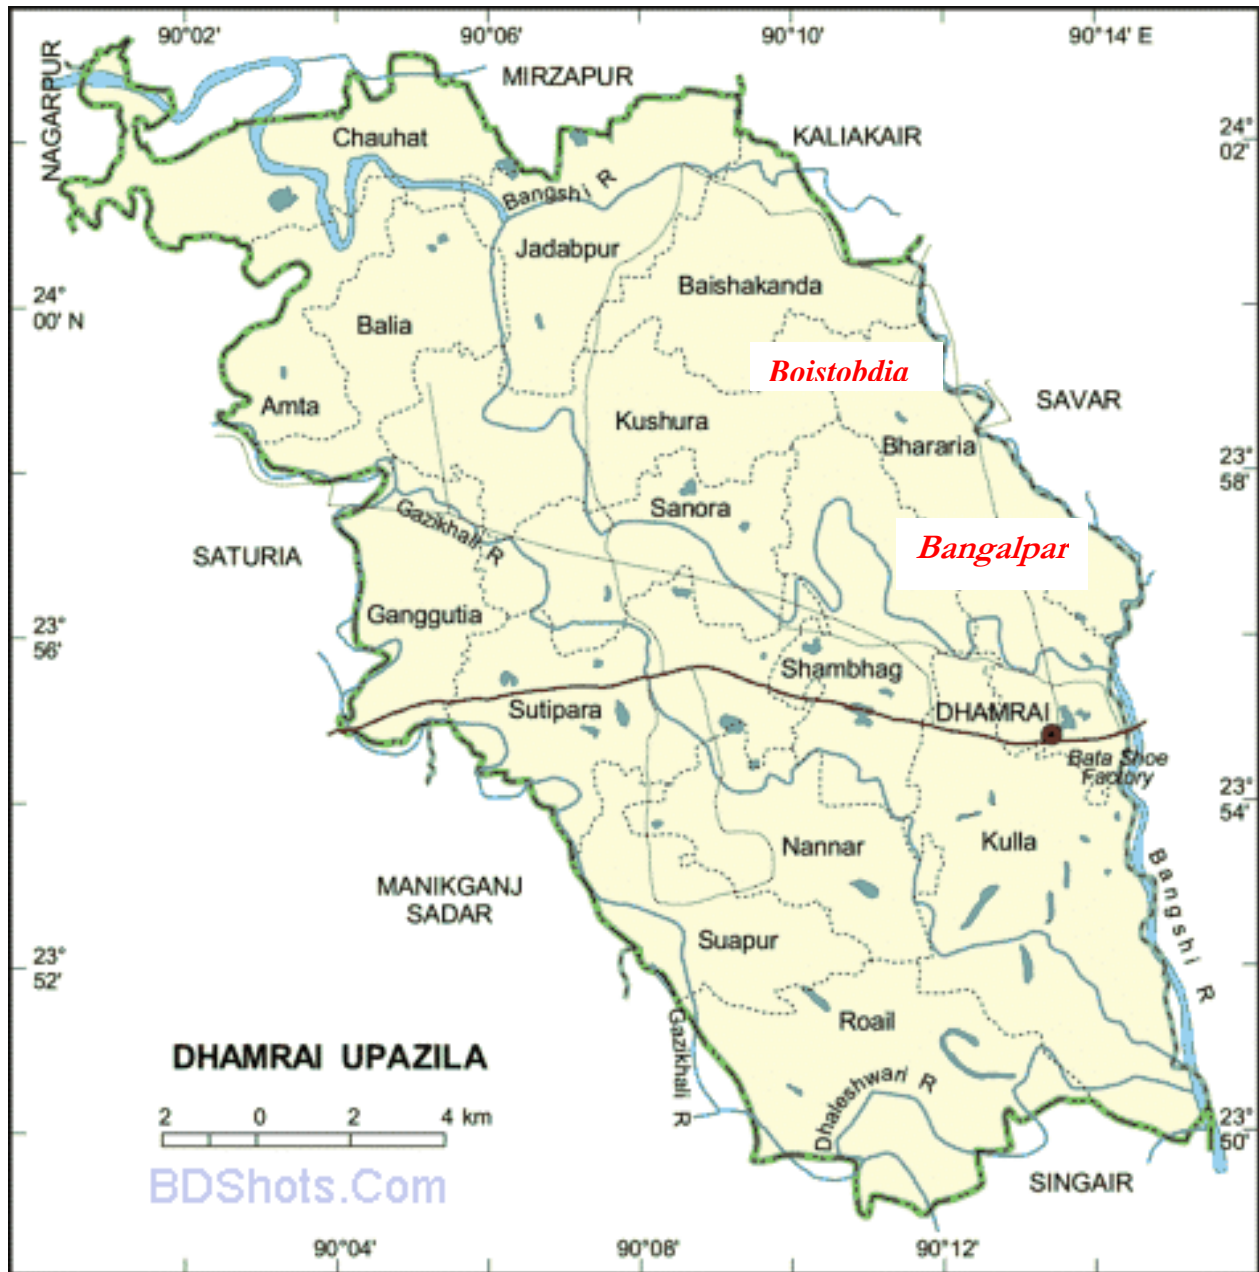 90°02'
90°06'
90°10'
90°14' E
NAGARPUR
MIRZAPUR
KALIAKAIR
24°
02'
Chauhat
Bangshi R
Jadabpur
Baishakanda
24°
00' N
Balia
Boistobdia
Amta
Kushura
SAVAR
Bhararia
23°
58'
Sanora
Gazikhali R
Bangalpar
SATURIA
Ganggutia
23°
56'
Shambhag
Sutipara
DHAMRAI
Bata Shoe
Factory
23°
54'
Nannar
Kulla
MANIKGANJ
SADAR
Bangshi R
Suapur
23°
52'
Roail
Gazikhali R
DHAMRAI UPAZILA
Dhaleshwari R
2 0 2 4 km
23°
50'
BDShots.Com
SINGAIR
90°04'
90°08'
90°12'